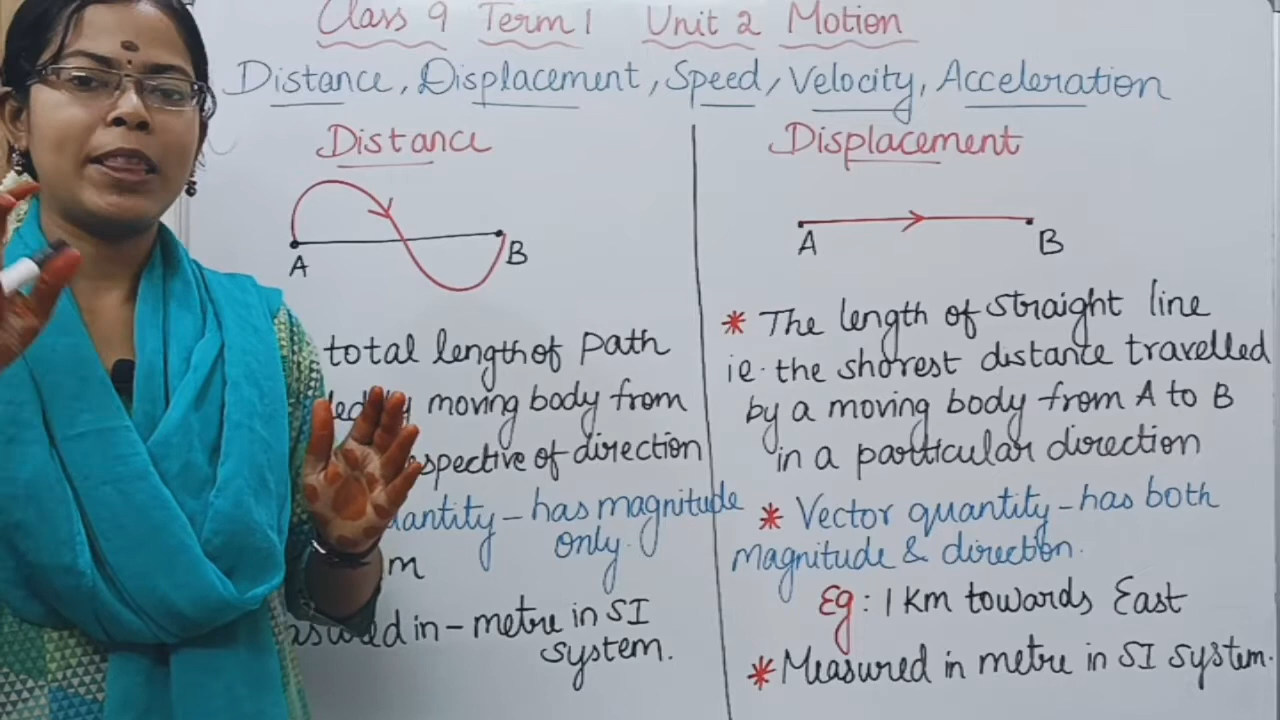 Class 9 Term 1 Unit 2 Motion
Distance, Displacement, Speed, Velocity, Acceleration
Distance
A
B
total length of path
moving body from
of direction
has magnitude
only.
m
in - metre in SI
system.
Displacement
A
B
* The length of straight line
ie. the shorest distance travelled
by a moving body from A to B
in a particular direction
* Vector quantity - has both
magnitude & direction.
Eg : 1 Km towards East
* Measured in metre in SI system.